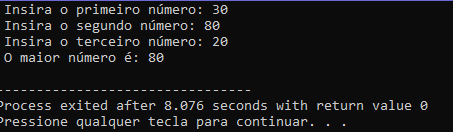 Insira o primeiro número: 30
Insira o segundo número: 80
Insira o terceiro número: 20
O maior número é: 80
--------------------------------
Process exited after 8.076 seconds with return value 0
Pressione qualquer tecla para continuar. . .